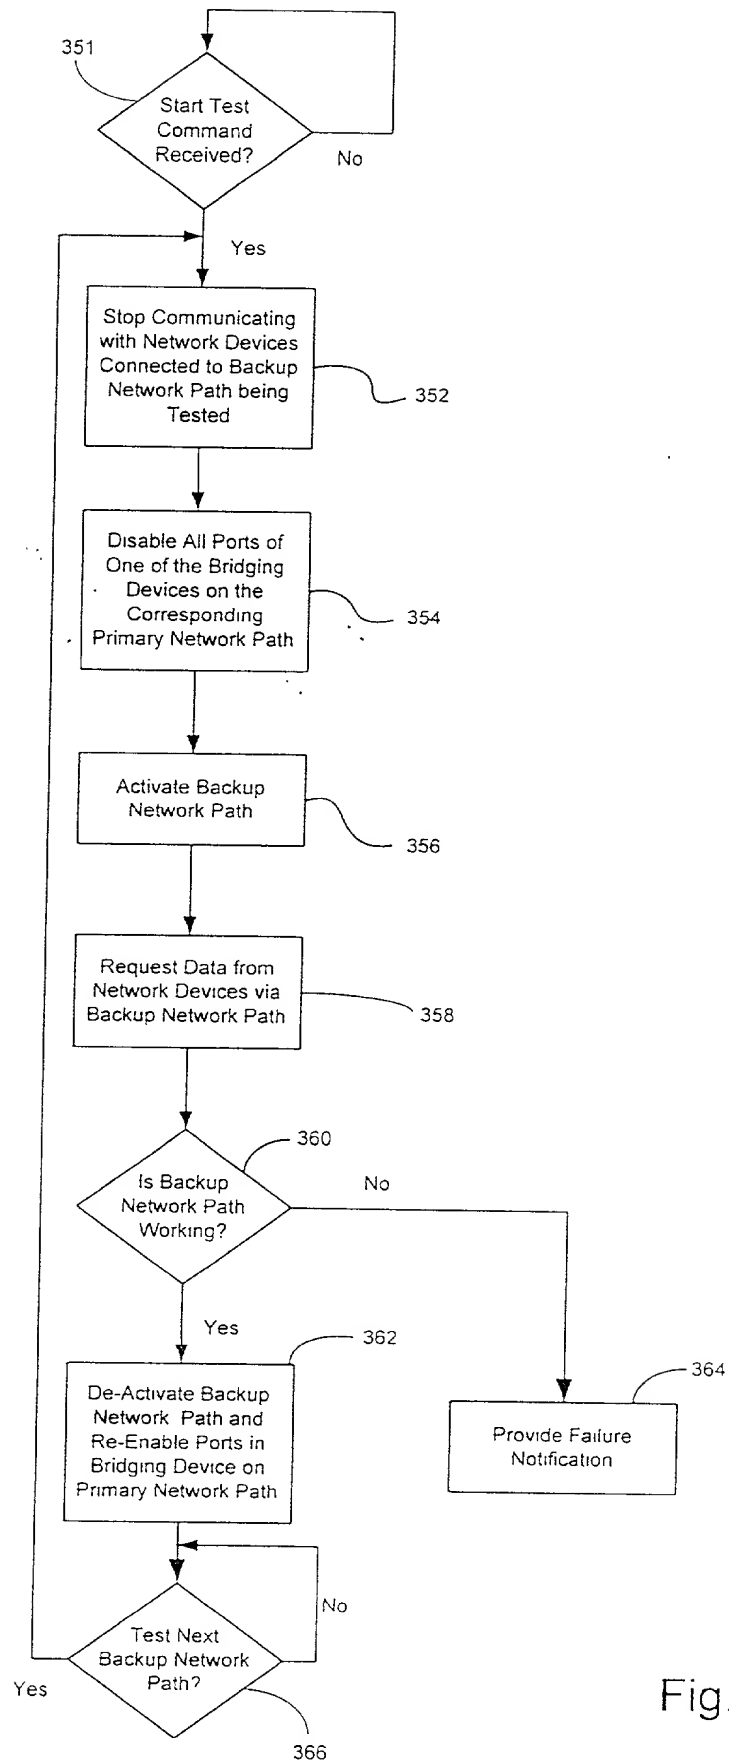 351
Start Test
Command
Received?
No
Yes
Stop Communicating
with Network Devices
Connected to Backup
Network Path being
Tested
352
Disable All Ports of
One of the Bridging
Devices on the
Corresponding
Primary Network Path
354
Activate Backup
Network Path
356
Request Data from
Network Devices via
Backup Network Path
358
360
Is Backup
Network Path
Working?
No
Yes
362
De-Activate Backup
Network Path and
Re-Enable Ports in
Bridging Device on
Primary Network Path
364
Provide Failure
Notification
No
Test Next
Backup Network
Path?
Yes
366
Fig.